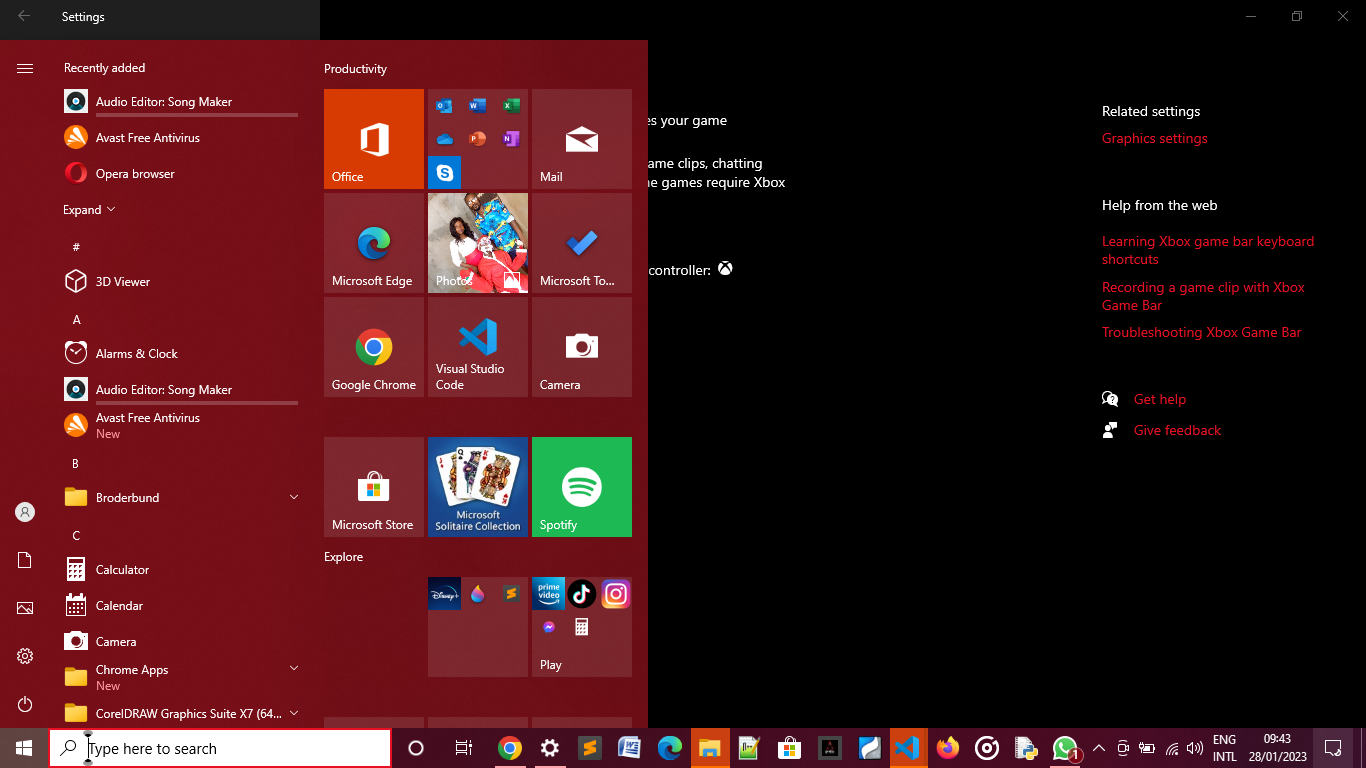 Settings
Recently added
Audio Editor: Song Maker
Avast Free Antivirus
Opera browser
Expand
#
3D Viewer
A
Alarms & Clock
Audio Editor: Song Maker
Avast Free Antivirus
New
B
Broderbund
C
Calculator
Calendar
Camera
Chrome Apps
New
CorelDRAW Graphics Suite X7 (64...
Productivity
Office
Mail
Microsoft Edge
Photos
Microsoft To...
Google Chrome
Visual Studio
Code
Camera
Microsoft Store
Microsoft
Solitaire Collection
Spotify
Explore
Disney+
prime
video
Play
es your game
ame clips, chatting
ne games require Xbox
controller:
Related settings
Graphics settings
Help from the web
Learning Xbox game bar keyboard
shortcuts
Recording a game clip with Xbox
Game Bar
Troubleshooting Xbox Game Bar
Get help
Give feedback
Type here to search
1
ENG
INTL
09:43
28/01/2023